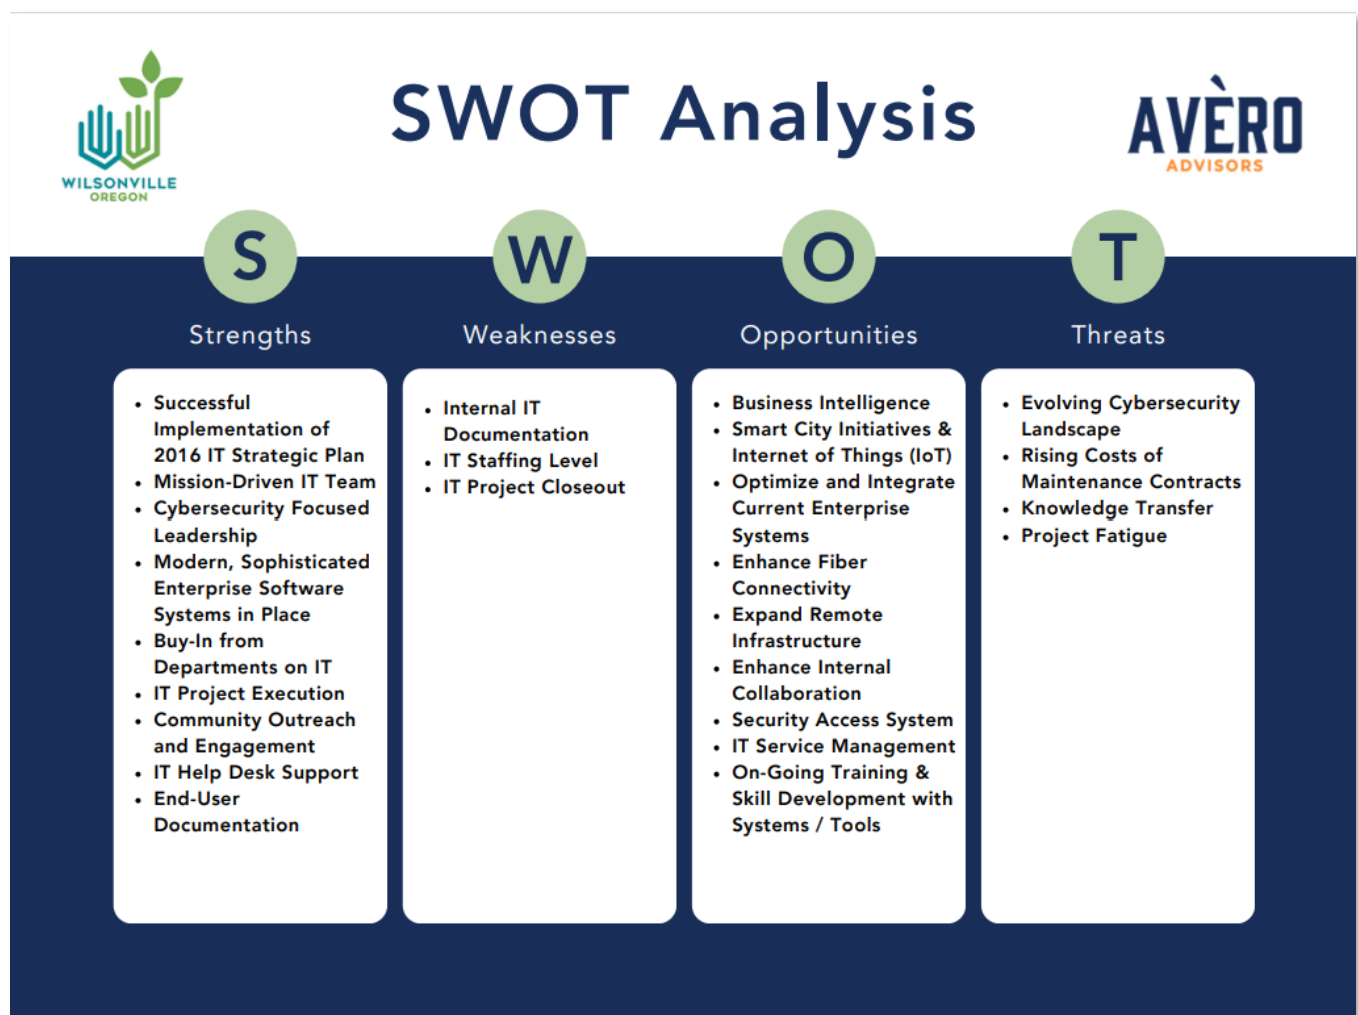 WILSONVILLE
OREGON
SWOT Analysis
AVÈRO
ADVISORS
S
Strengths
• Successful
Implementation of
2016 IT Strategic Plan
• Mission-Driven IT Team
• Cybersecurity Focused
Leadership
• Modern, Sophisticated
Enterprise Software
Systems in Place
• Buy-In from
Departments on IT
• IT Project Execution
• Community Outreach
and Engagement
• IT Help Desk Support
• End-User
Documentation
W
Weaknesses
• Internal IT
Documentation
• IT Staffing Level
• IT Project Closeout
O
Opportunities
• Business Intelligence
• Smart City Initiatives &
Internet of Things (IoT)
• Optimize and Integrate
Current Enterprise
Systems
• Enhance Fiber
Connectivity
• Expand Remote
Infrastructure
• Enhance Internal
Collaboration
• Security Access System
• IT Service Management
• On-Going Training &
Skill Development with
Systems / Tools
T
Threats
• Evolving Cybersecurity
Landscape
• Rising Costs of
Maintenance Contracts
• Knowledge Transfer
• Project Fatigue